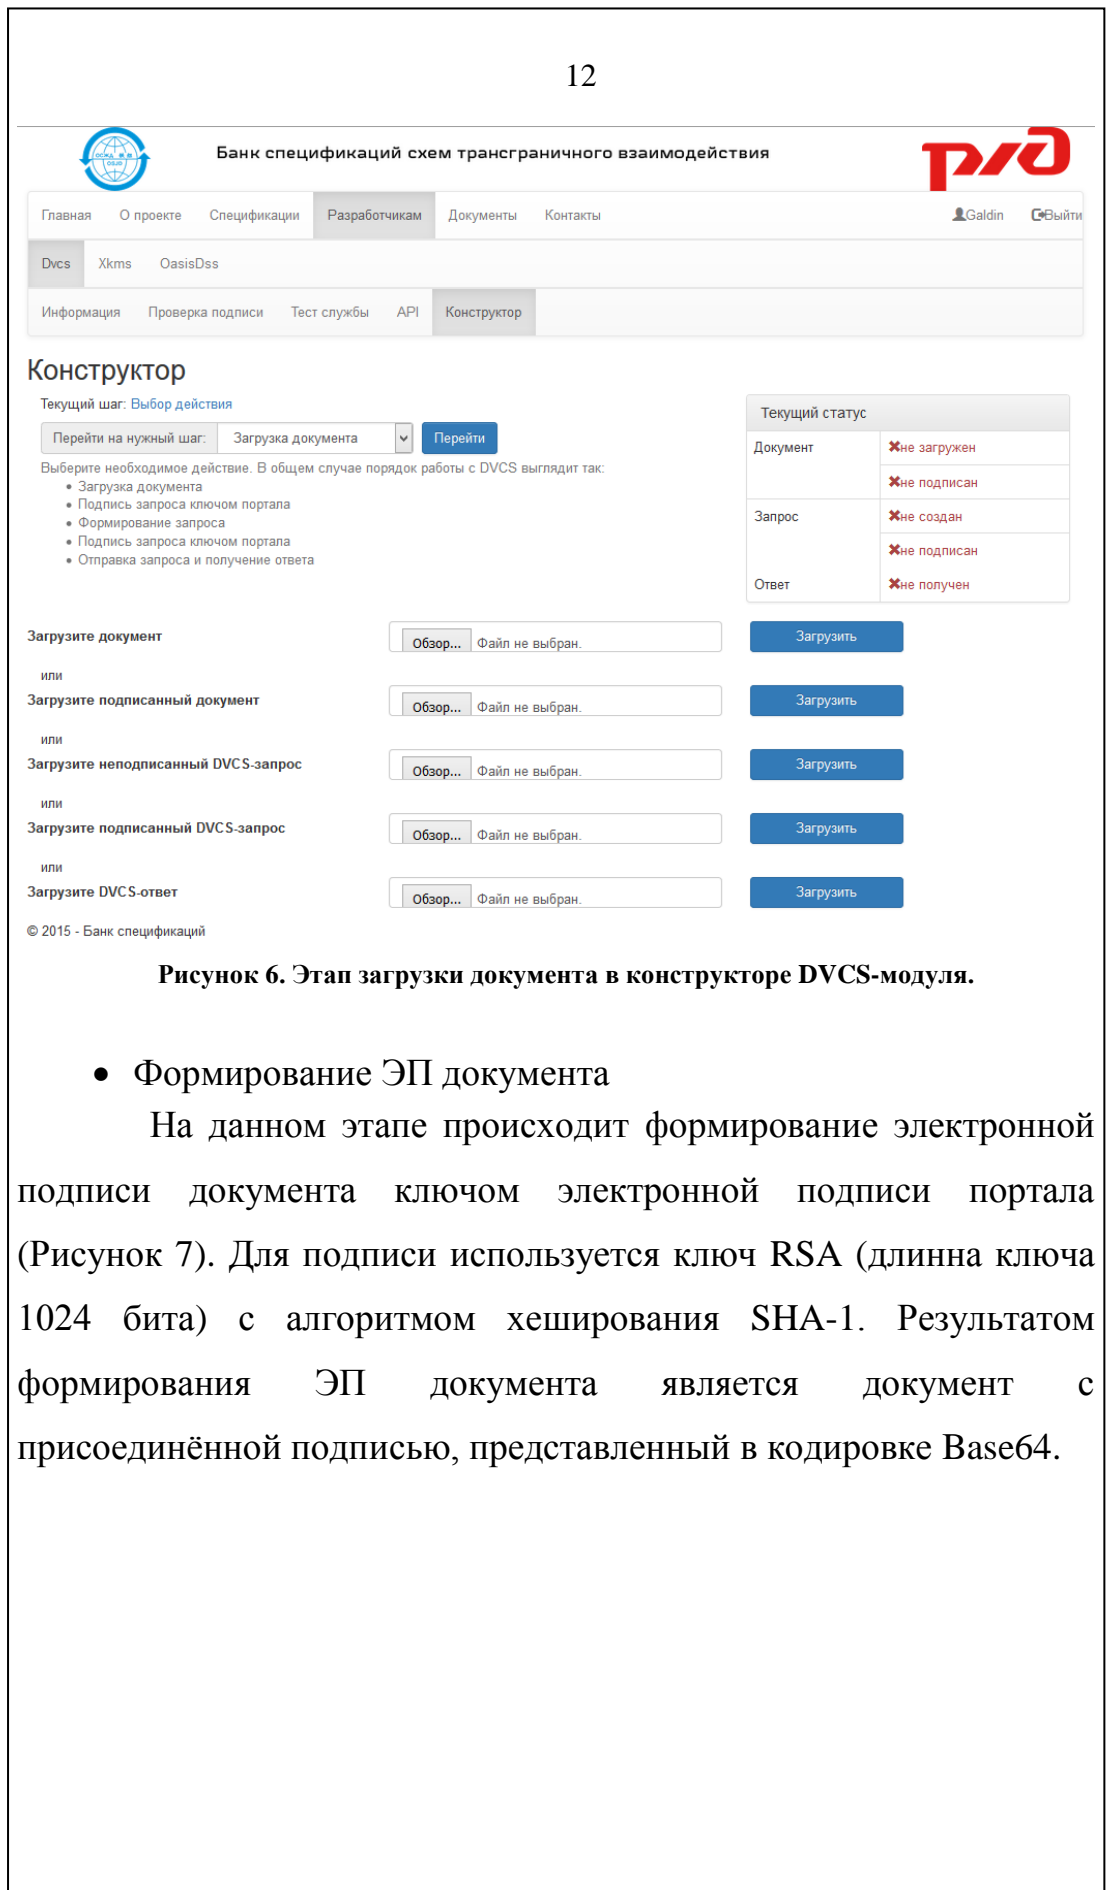 12
ОСЖД 铁组
OSJD
Банк спецификаций схем трансграничного взаимодействия
ржд
Главная О проекте Спецификации Разработчикам Документы Контакты Galdin Выйти
Dvcs Xkms OasisDss
Информация Проверка подписи Тест службы API Конструктор
Конструктор
Текущий шаг: Выбор действия
Перейти на нужный шаг: Загрузка документа Перейти
Выберите необходимое действие. В общем случае порядок работы с DVCS выглядит так:
• Загрузка документа
• Подпись запроса ключом портала
• Формирование запроса
• Подпись запроса ключом портала
• Отправка запроса и получение ответа
Текущий статус
Документ ✖не загружен
✖не подписан
Запрос ✖не создан
✖не подписан
Ответ ✖не получен
Загрузите документ Обзор... Файл не выбран. Загрузить
или
Загрузите подписанный документ Обзор... Файл не выбран. Загрузить
или
Загрузите неподписанный DVCS-запрос Обзор... Файл не выбран. Загрузить
или
Загрузите подписанный DVCS-запрос Обзор... Файл не выбран. Загрузить
или
Загрузите DVCS-ответ Обзор... Файл не выбран. Загрузить
© 2015 - Банк спецификаций
Рисунок 6. Этап загрузки документа в конструкторе DVCS-модуля.
• Формирование ЭП документа
На данном этапе происходит формирование электронной
подписи документа ключом электронной подписи портала
(Рисунок 7). Для подписи используется ключ RSA (длинна ключа
1024 бита) с алгоритмом хеширования SHA-1. Результатом
формирования ЭП документа является документ с
присоединённой подписью, представленный в кодировке Base64.